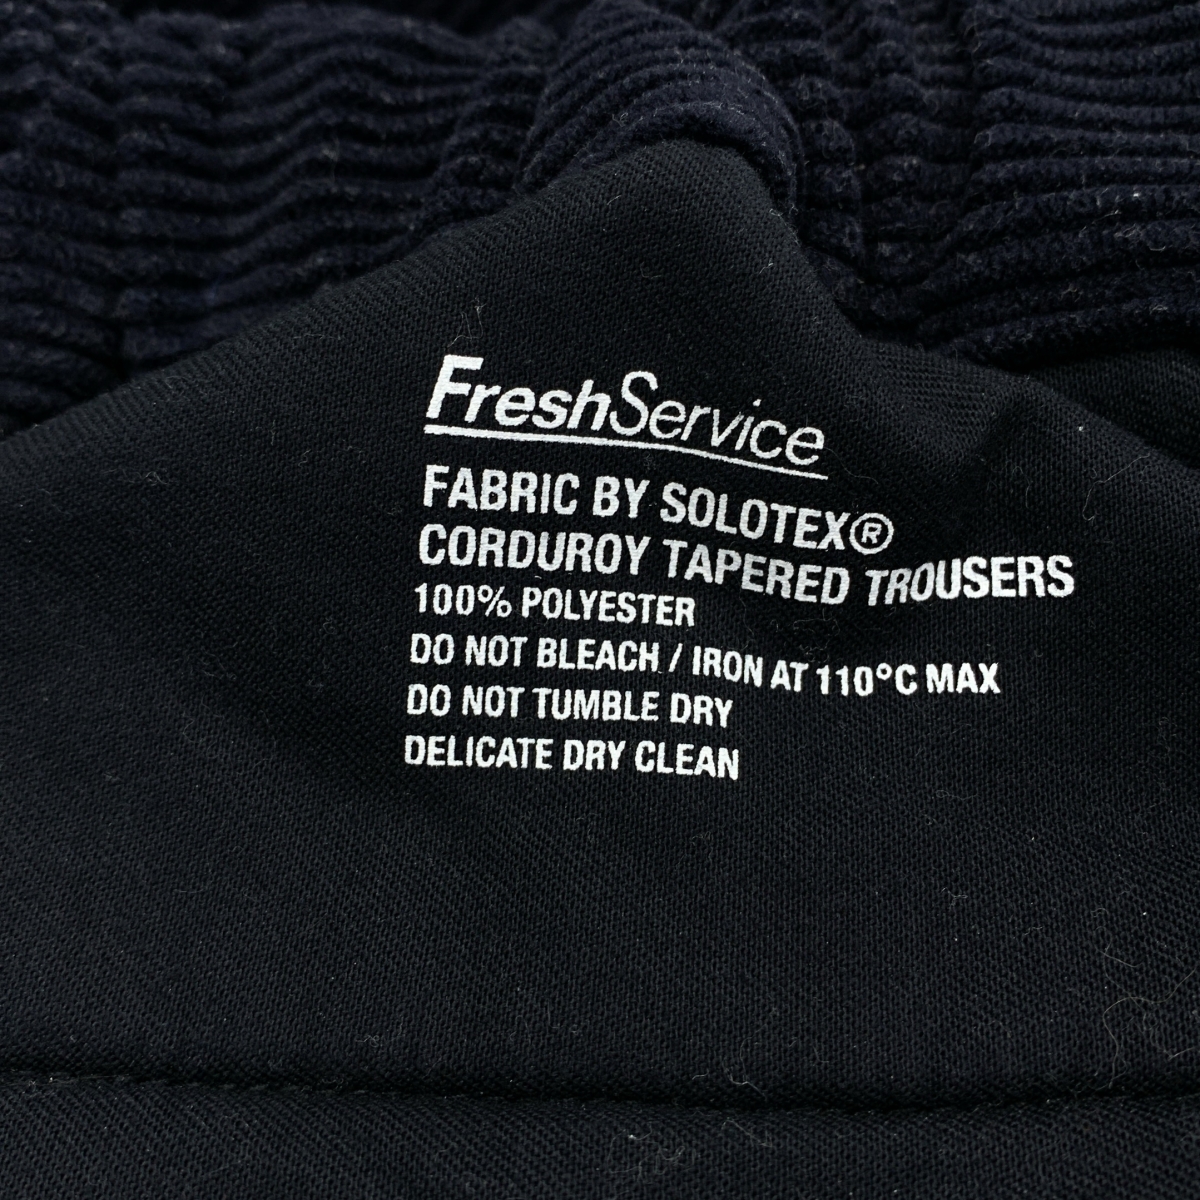 FreshService
FABRIC BY SOLOTEX®
CORDUROY TAPERED TROUSERS
100% POLYESTER
DO NOT BLEACH / IRON AT 110°C MAX
DO NOT TUMBLE DRY
DELICATE DRY CLEAN